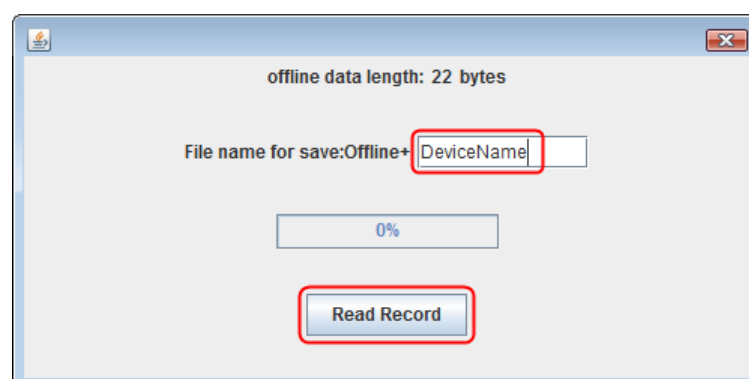 offline data length: 22 bytes
File name for save:Offline+ DeviceName
0%
Read Record